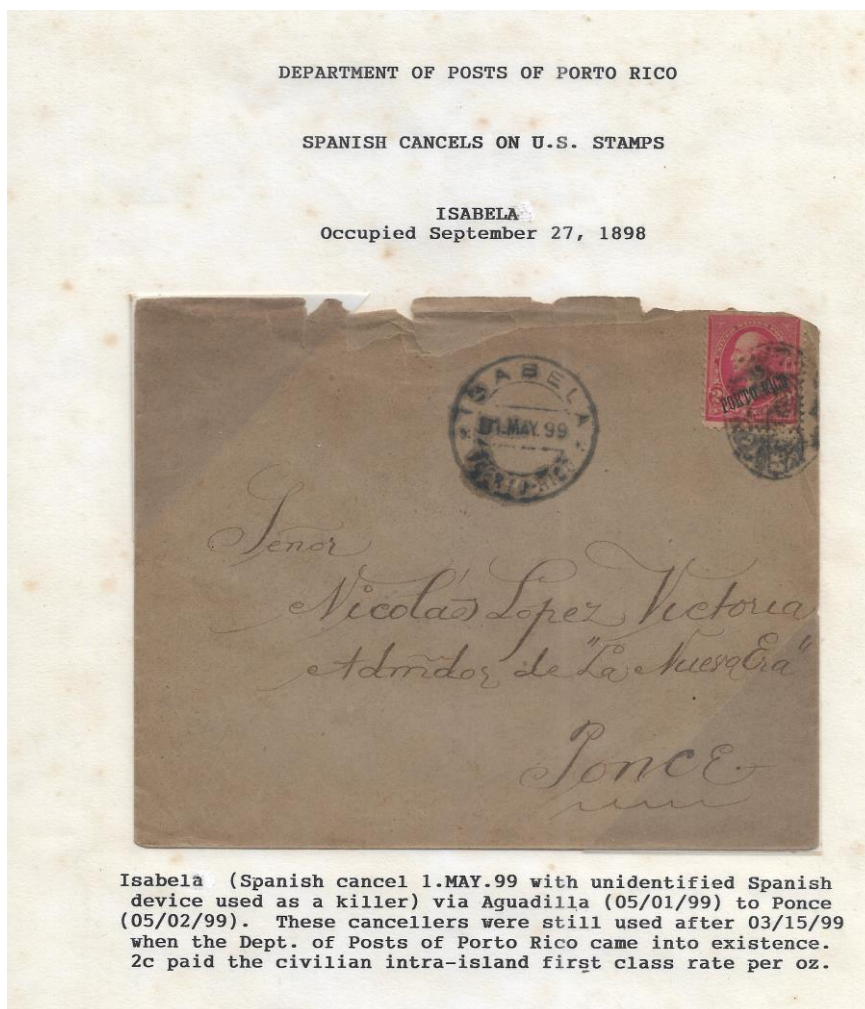 DEPARTMENT OF POSTS OF PORTO RICO
SPANISH CANCELS ON U.S. STAMPS
ISABELA
Occupied September 27, 1898
PORTO RICO
ISABELA
1.MAY.99
PORTO-RICO
Señor
Nicolás López Victoria
Admdor de "La Nueva Era"
Ponce
Isabela (Spanish cancel 1.MAY.99 with unidentified Spanish
device used as a killer) via Aguadilla (05/01/99) to Ponce
(05/02/99). These cancellers were still used after 03/15/99
when the Dept. of Posts of Porto Rico came into existence.
2c paid the civilian intra-island first class rate per oz.